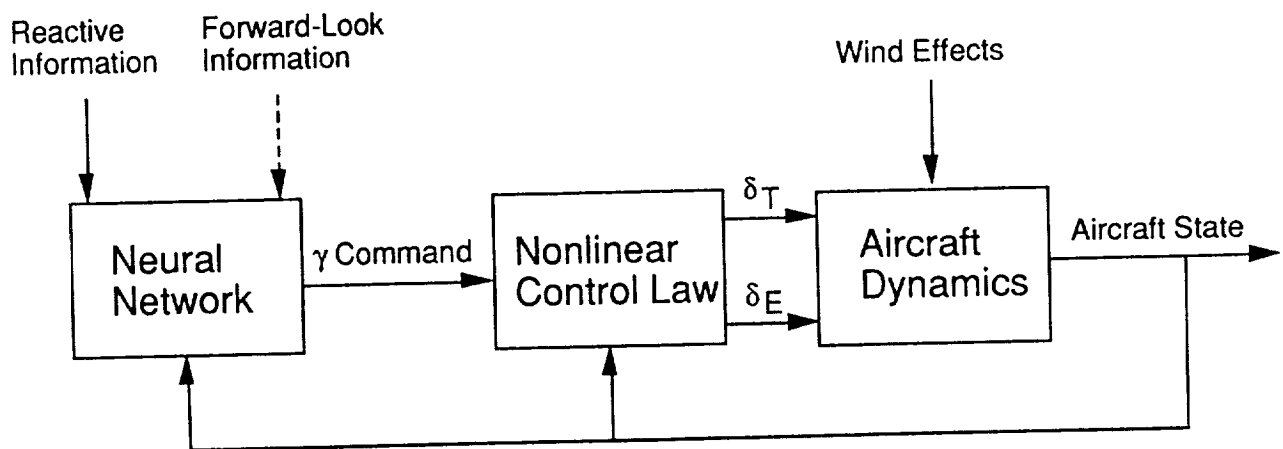 Reactive
Information
Forward-Look
Information
Wind Effects
Neural
Network
γ Command
Nonlinear
Control Law
δT
δE
Aircraft
Dynamics
Aircraft State